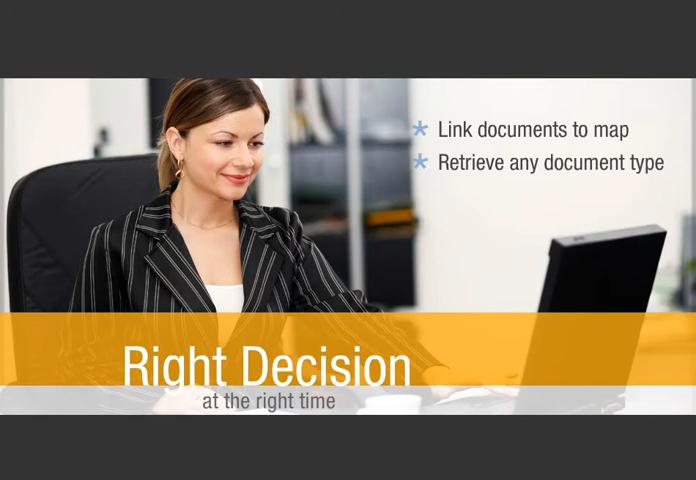 * Link documents to map
* Retrieve any document type
Right Decision
at the right time